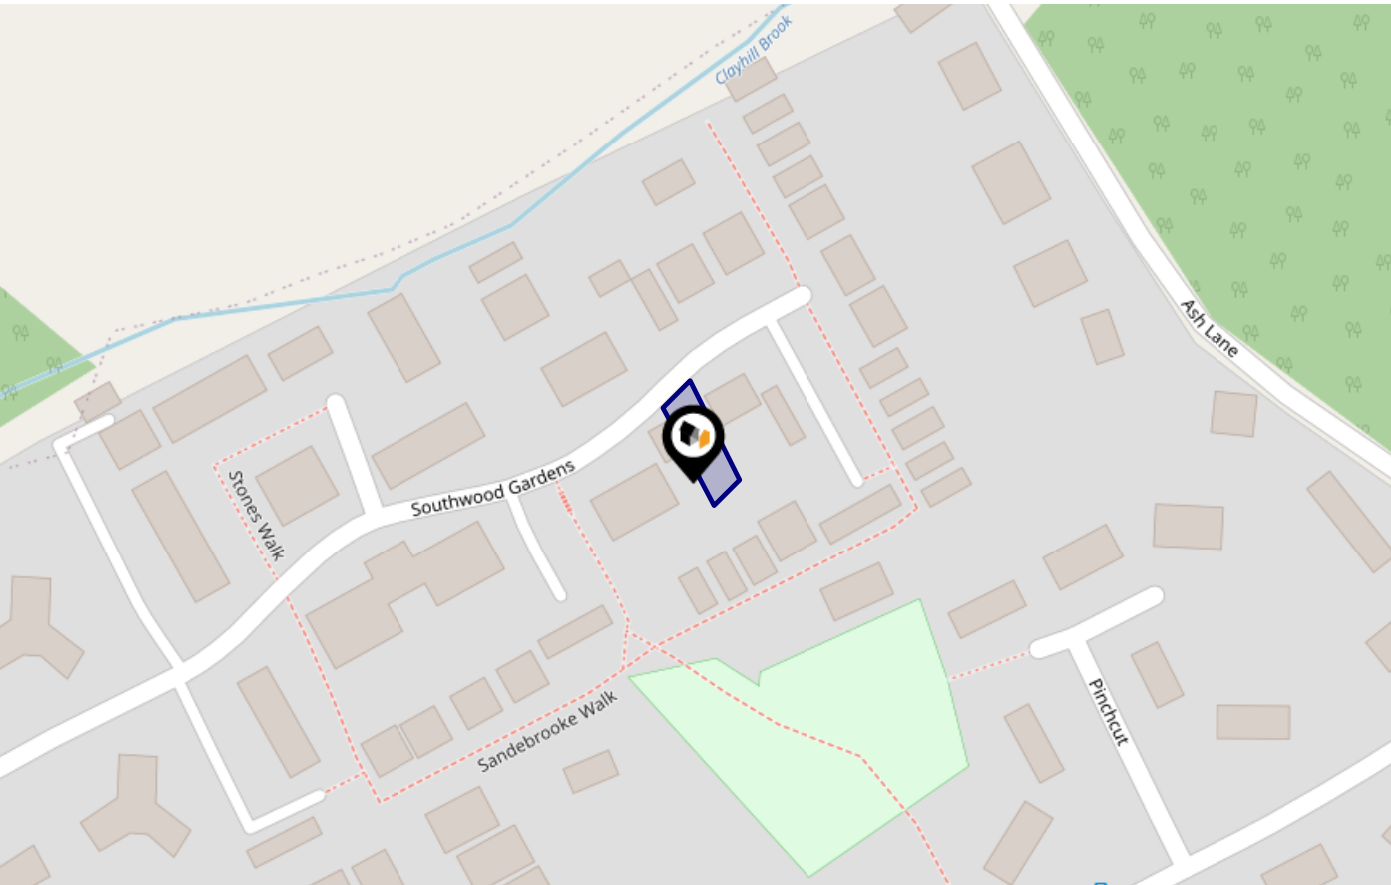 Clayhill Brook
Ash Lane
Stones Walk
Southwood Gardens
Sandebrooke Walk
Pinchcut